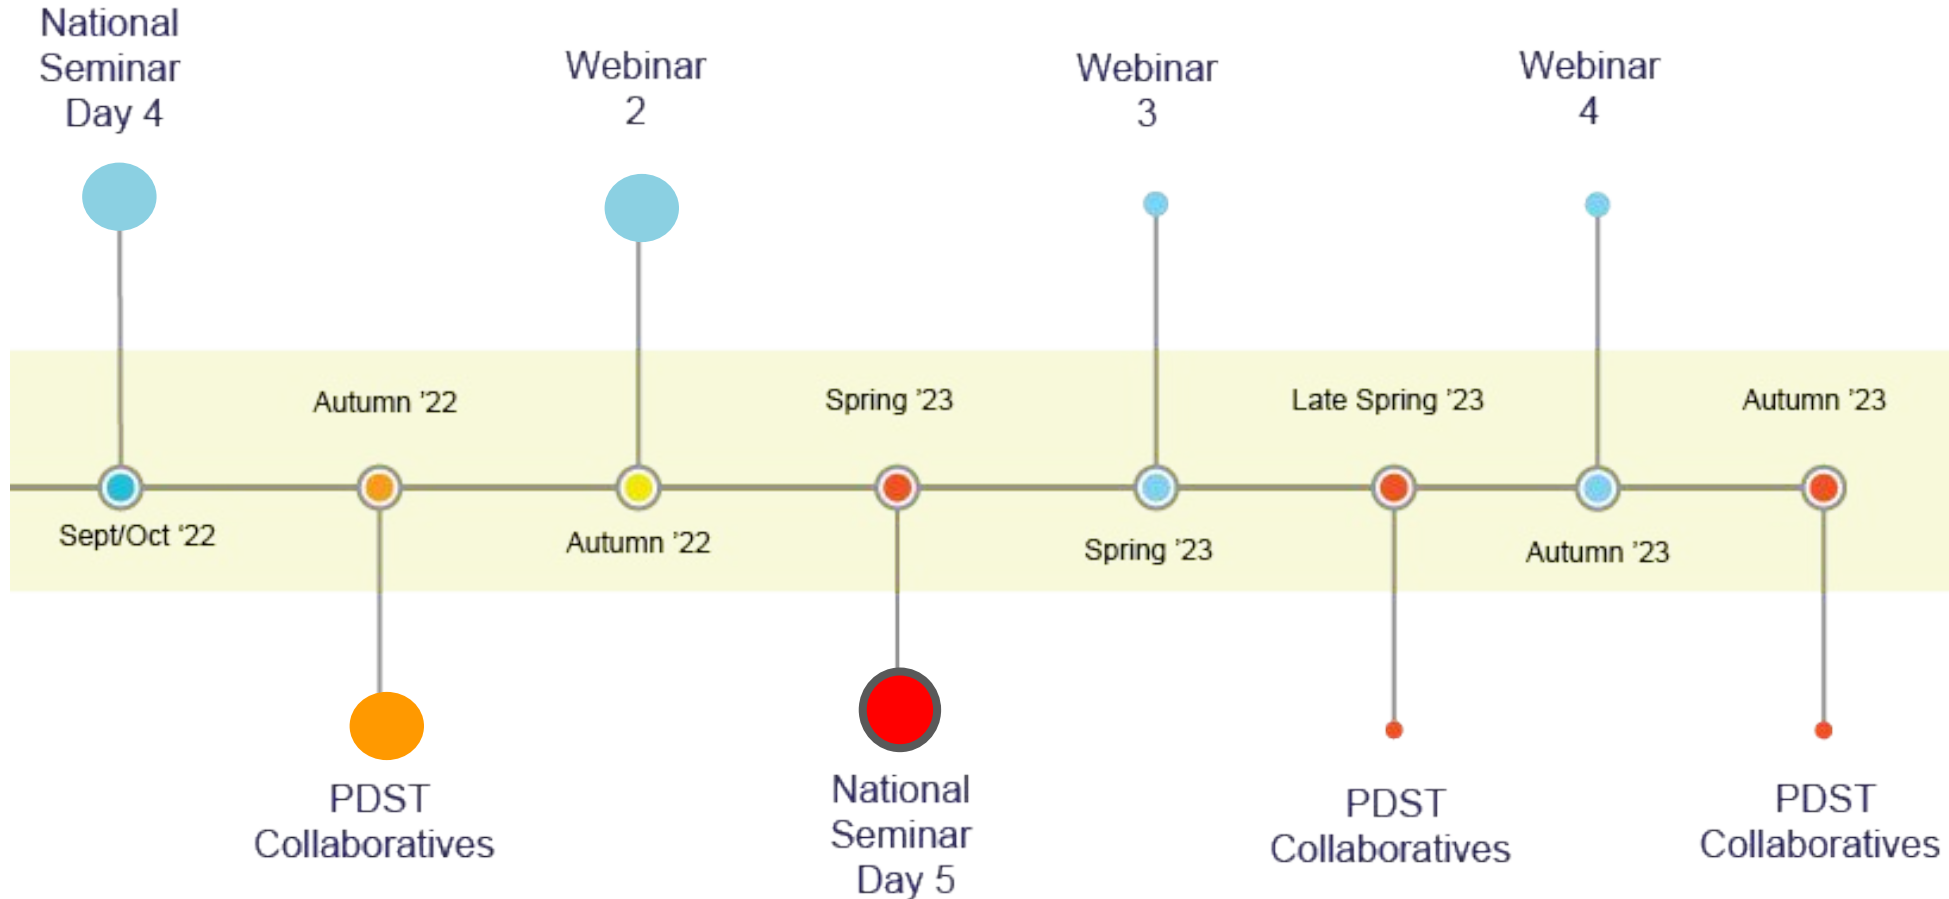 National
Seminar
Day 4
Webinar
2
Webinar
3
Webinar
4
Autumn ’22
Spring ’23
Late Spring ’23
Autumn ’23
Sept/Oct ‘22
Autumn ’22
Spring ’23
Autumn ’23
PDST
Collaboratives
National
Seminar
Day 5
PDST
Collaboratives
PDST
Collaboratives